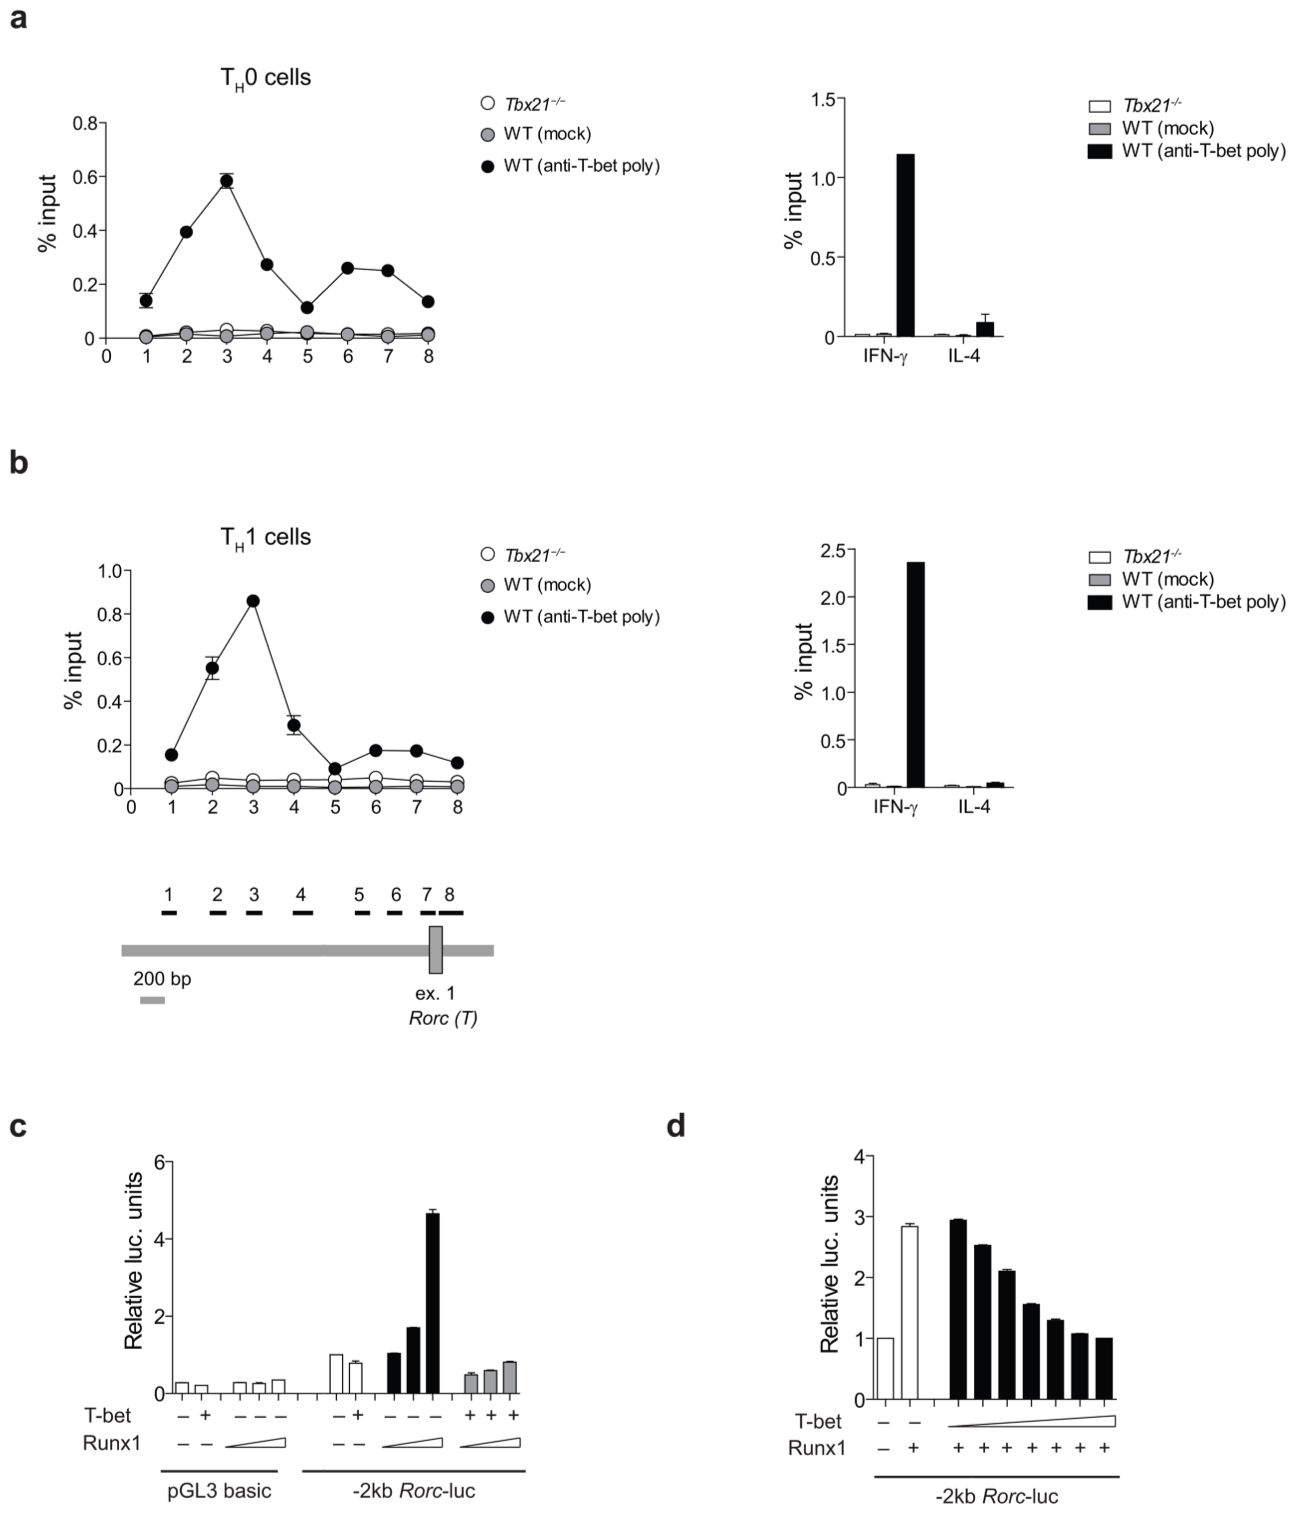 a
T_H0 cells
Tbx21−/−
WT (mock)
WT (anti-T-bet poly)
% input
0.8
0.6
0.4
0.2
0
0 1 2 3 4 5 6 7 8
Tbx21-/-
WT (mock)
WT (anti-T-bet poly)
% input
1.5
1.0
0.5
0
IFN-γ IL-4
b
T_H1 cells
Tbx21−/−
WT (mock)
WT (anti-T-bet poly)
% input
1.0
0.8
0.6
0.4
0.2
0
0 1 2 3 4 5 6 7 8
Tbx21-/-
WT (mock)
WT (anti-T-bet poly)
% input
2.5
2.0
1.5
1.0
0.5
0
IFN-γ IL-4
1 2 3 4 5 6 7 8
200 bp
ex. 1
Rorc (T)
c
Relative luc. units
6
4
2
0
T-bet − + − − − − + − − − + + +
Runx1 − − − −
pGL3 basic -2kb Rorc-luc
d
Relative luc. units
4
3
2
1
0
T-bet − −
Runx1 − + + + + + + + +
-2kb Rorc-luc